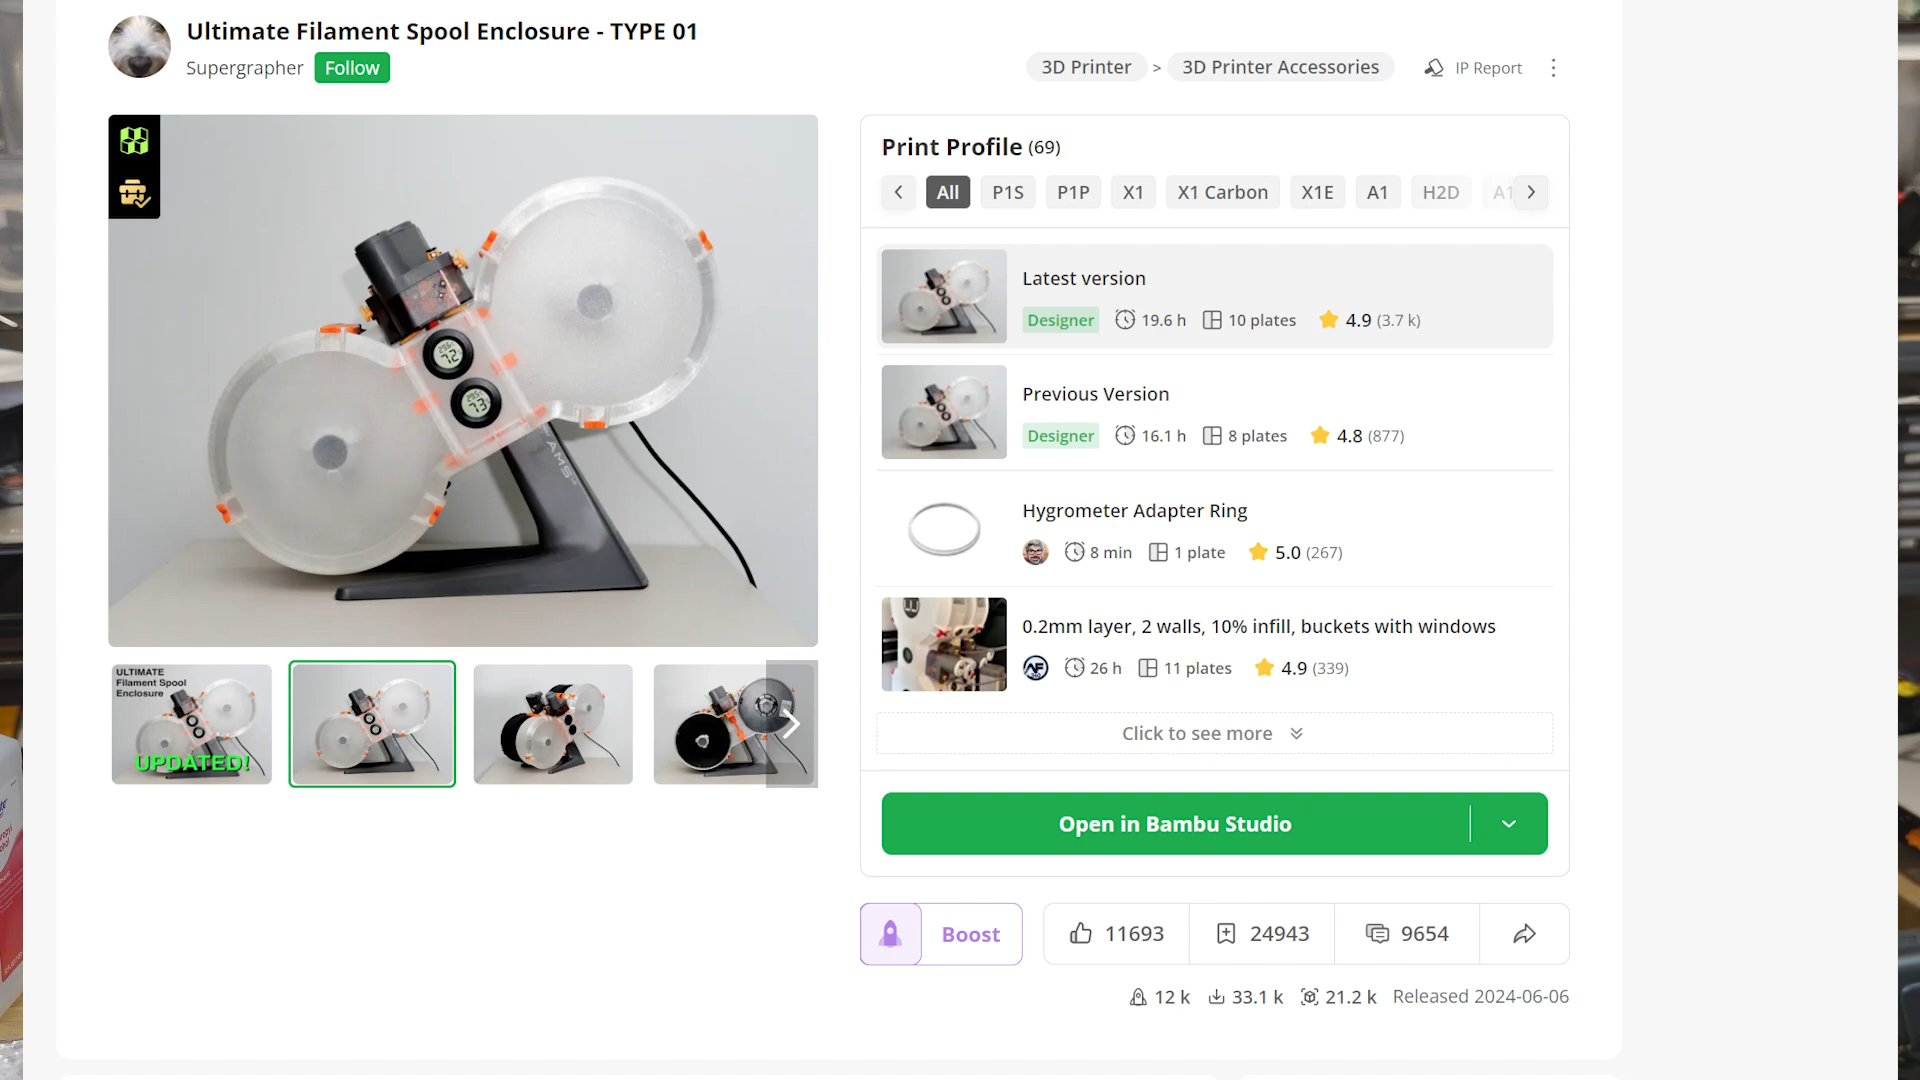 Ultimate Filament Spool Enclosure - TYPE 01
Supergrapher
Follow
3D Printer > 3D Printer Accessories
IP Report
AMS
Print Profile (69)
All
P1S
P1P
X1
X1 Carbon
X1E
A1
H2D
A1
Latest version
Designer 19.6 h 10 plates 4.9 (3.7 k)
Previous Version
Designer 16.1 h 8 plates 4.8 (877)
Hygrometer Adapter Ring
8 min 1 plate 5.0 (267)
0.2mm layer, 2 walls, 10% infill, buckets with windows
26 h 11 plates 4.9 (339)
Click to see more
ULTIMATE
Filament Spool
Enclosure
UPDATED!
Open in Bambu Studio
Boost
11693
24943
9654
12 k 33.1 k 21.2 k Released 2024-06-06